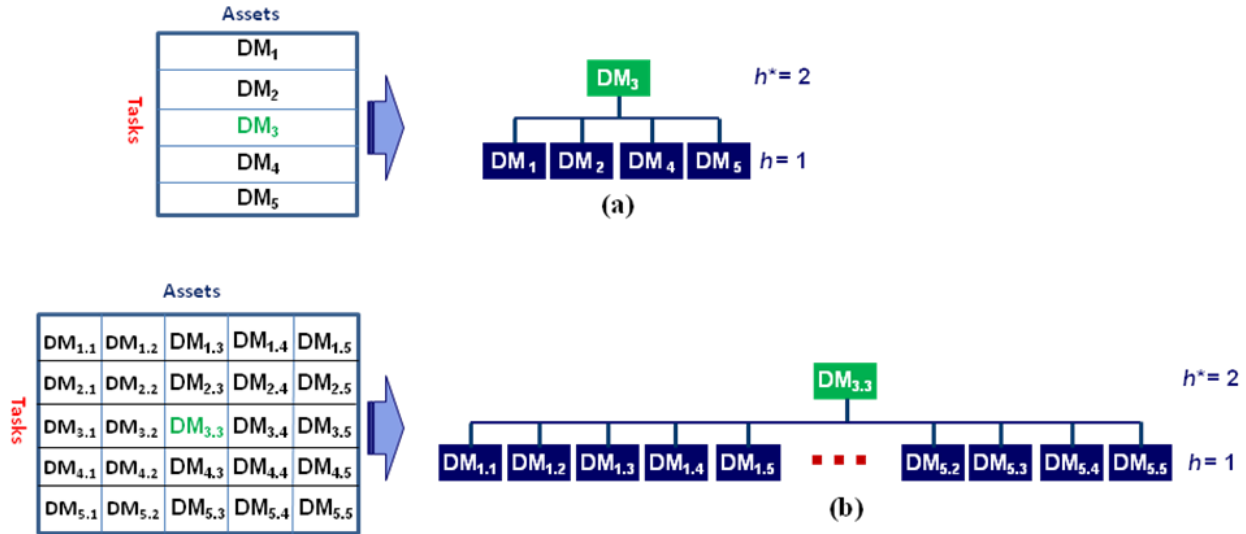 Assets
Tasks
DM1
DM2
DM3
DM4
DM5
DM3
h*= 2
DM1 DM2 DM4 DM5
h= 1
(a)
Assets
Tasks
DM1.1 DM1.2 DM1.3 DM1.4 DM1.5
DM2.1 DM2.2 DM2.3 DM2.4 DM2.5
DM3.1 DM3.2 DM3.3 DM3.4 DM3.5
DM4.1 DM4.2 DM4.3 DM4.4 DM4.5
DM5.1 DM5.2 DM5.3 DM5.4 DM5.5
DM3.3
h*= 2
DM1.1 DM1.2 DM1.3 DM1.4 DM1.5 ... DM5.2 DM5.3 DM5.4 DM5.5
h= 1
(b)